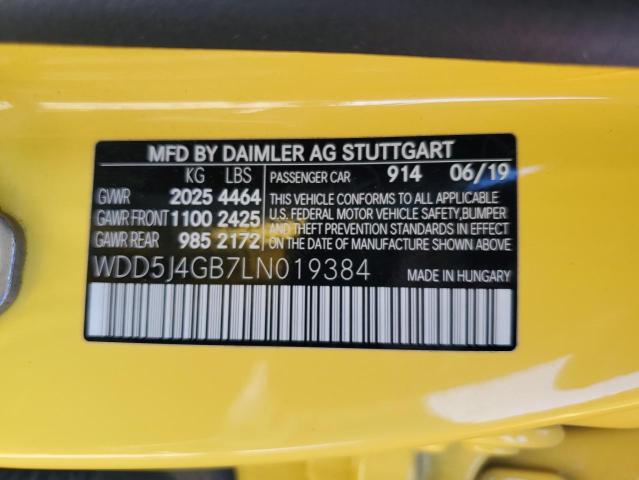 MFD BY DAIMLER AG STUTTGART
KG LBS PASSENGER CAR 914 06/19
GVWR 2025 4464 THIS VEHICLE CONFORMS TO ALL APPLICABLE
GAWR FRONT 1100 2425 U.S. FEDERAL MOTOR VEHICLE SAFETY, BUMPER
AND THEFT PREVENTION STANDARDS IN EFFECT
GAWR REAR 985 2172 ON THE DATE OF MANUFACTURE SHOWN ABOVE
WDD5J4GB7LN019384 MADE IN HUNGARY